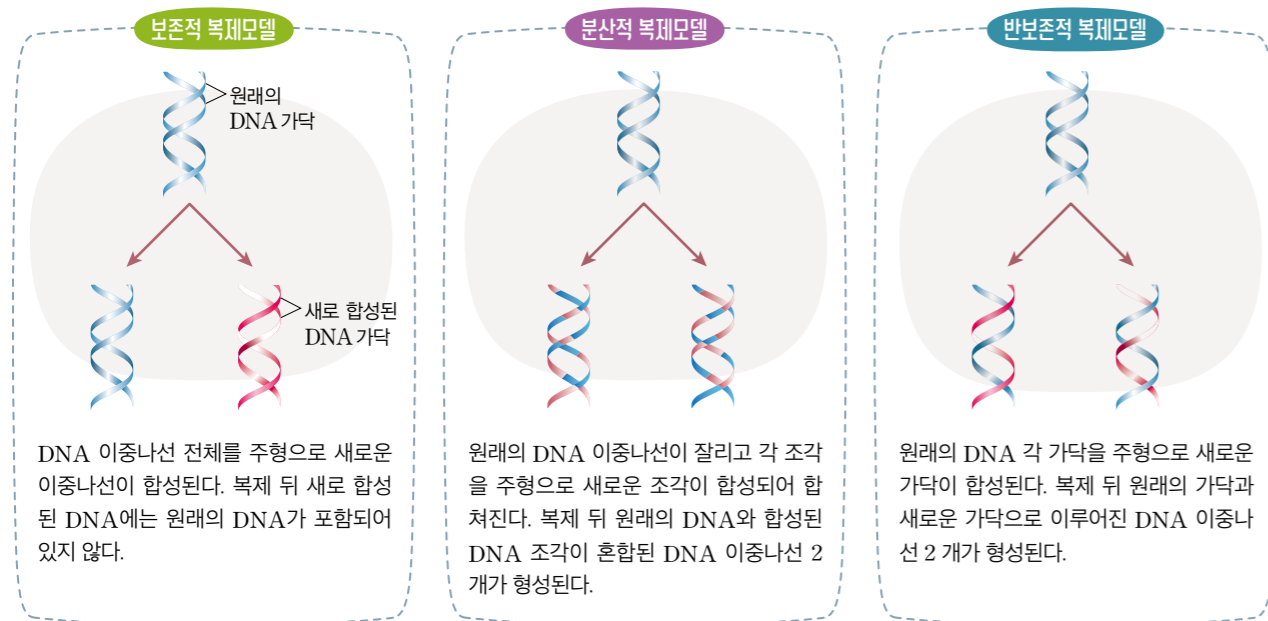 보존적 복제모델
원래의
DNA 가닥
새로 합성된
DNA 가닥
DNA 이중나선 전체를 주형으로 새로운
이중나선이 합성된다. 복제 뒤 새로 합성
된 DNA에는 원래의 DNA가 포함되어
있지 않다.
분산적 복제모델
원래의 DNA 이중나선이 잘리고 각 조각
을 주형으로 새로운 조각이 합성되어 합
쳐진다. 복제 뒤 원래의 DNA와 합성된
DNA 조각이 혼합된 DNA 이중나선 2
개가 형성된다.
반보존적 복제모델
원래의 DNA 각 가닥을 주형으로 새로운
가닥이 합성된다. 복제 뒤 원래의 가닥과
새로운 가닥으로 이루어진 DNA 이중나
선 2 개가 형성된다.